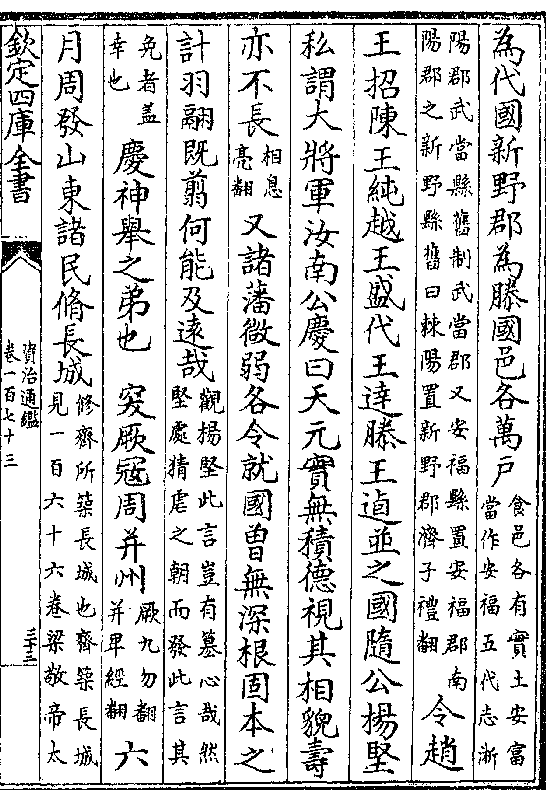 為代國新野郡為滕國邑各萬戶食邑各有實土安富
當作安福五代志淅
陽郡武當縣舊制武當郡又安福縣置安福郡南
陽郡之新野縣舊曰棘陽置新野郡濟子禮翻令趙
王招陳王純越王盛代王達滕王逌並之國隨公揚堅
私謂大將軍汝南公慶曰天元實無積德視其相貌壽
亦不長相息
亮翻又諸藩微弱各令就國曾無深根固本之
計羽翮既翦何能及遠哉觀揚堅此言豈有簒心哉然
堅處猜虐之朝而發此言其
免者蓋
幸也慶神舉之弟也 突厥寇周并州厥九勿翻
并卑經翻六
月周發山東諸民脩長城修齊所築長城也齊築長城
見一百六十六卷梁敬帝太
欽定四庫全書
資治通鑑
卷一百七十三
三十三